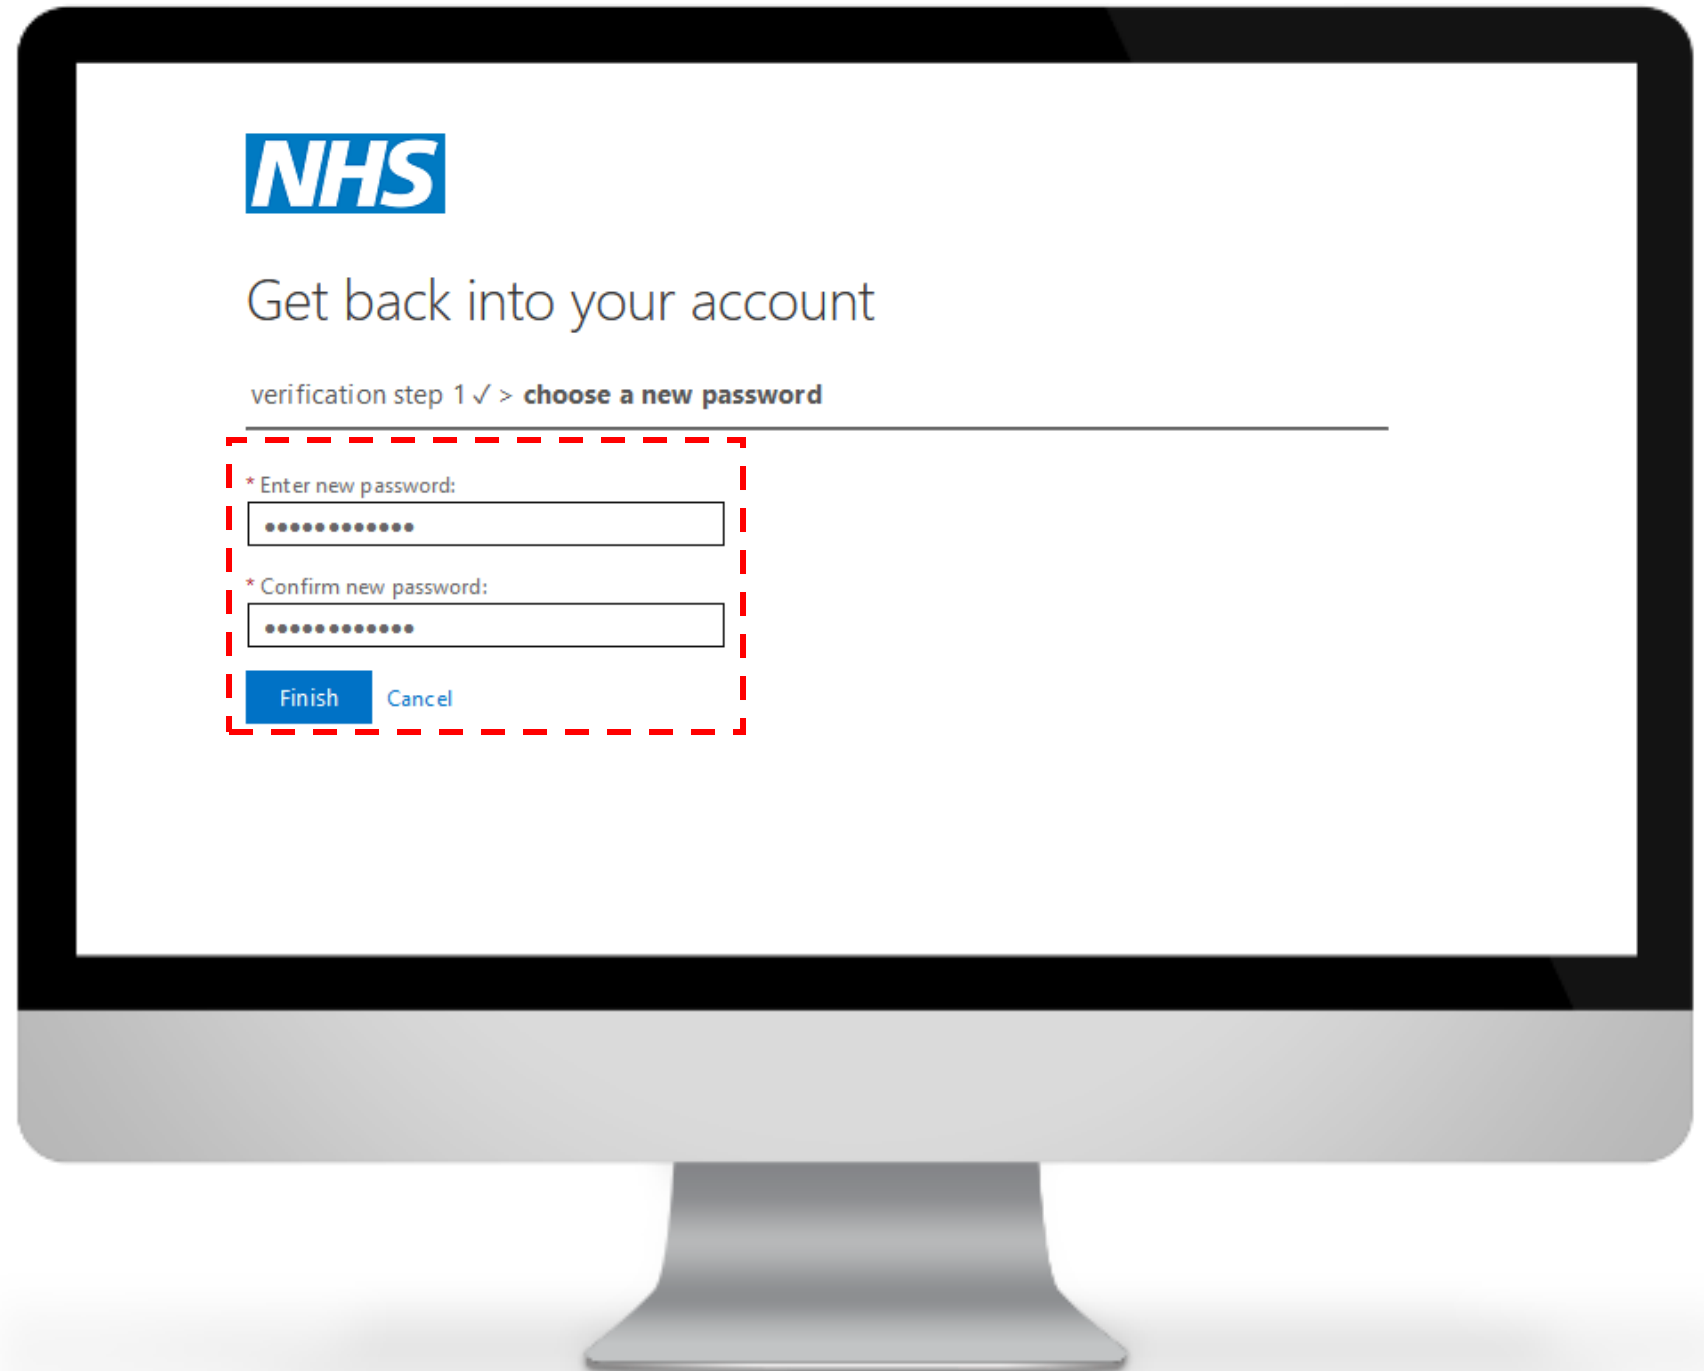 NHS
Get back into your account
verification step 1 ✓ > choose a new password
* Enter new password:
••••••••••••
* Confirm new password:
••••••••••••
Finish Cancel